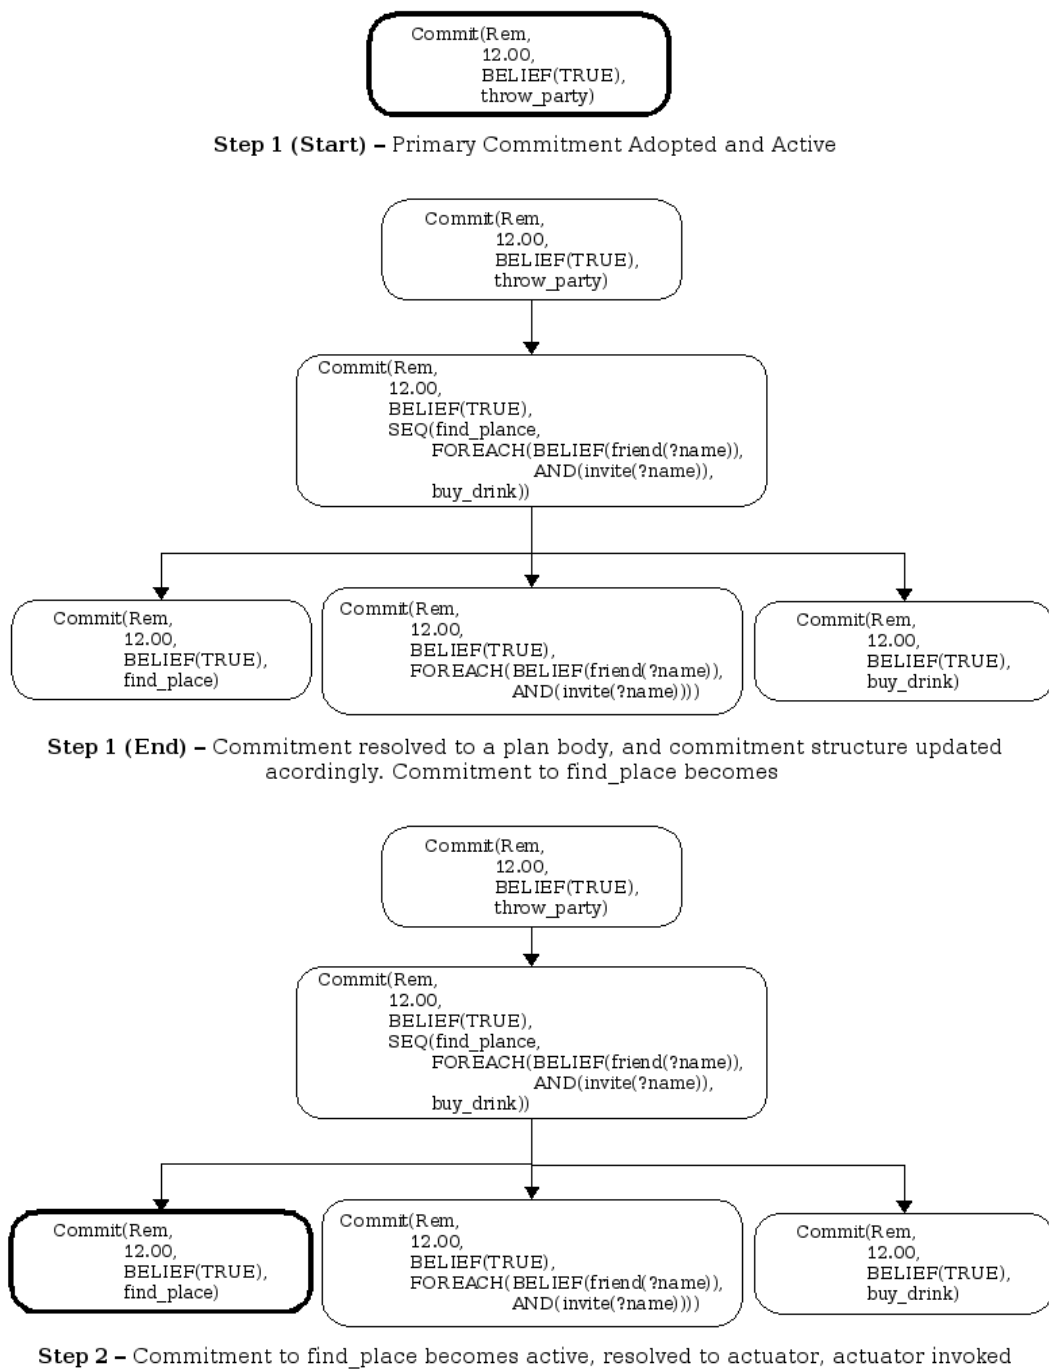 Commit(Rem,
12.00,
BELIEF(TRUE),
throw_party)
Step 1 (Start) – Primary Commitment Adopted and Active
Commit(Rem,
12.00,
BELIEF(TRUE),
throw_party)
Commit(Rem,
12.00,
BELIEF(TRUE),
SEQ(find_plance,
FOREACH(BELIEF(friend(?name)),
AND(invite(?name)),
buy_drink))
Commit(Rem,
12.00,
BELIEF(TRUE),
find_place)
Commit(Rem,
12.00,
BELIEF(TRUE),
FOREACH(BELIEF(friend(?name)),
AND(invite(?name))))
Commit(Rem,
12.00,
BELIEF(TRUE),
buy_drink)
Step 1 (End) – Commitment resolved to a plan body, and commitment structure updated
acordingly. Commitment to find_place becomes
Commit(Rem,
12.00,
BELIEF(TRUE),
throw_party)
Commit(Rem,
12.00,
BELIEF(TRUE),
SEQ(find_plance,
FOREACH(BELIEF(friend(?name)),
AND(invite(?name)),
buy_drink))
Commit(Rem,
12.00,
BELIEF(TRUE),
find_place)
Commit(Rem,
12.00,
BELIEF(TRUE),
FOREACH(BELIEF(friend(?name)),
AND(invite(?name))))
Commit(Rem,
12.00,
BELIEF(TRUE),
buy_drink)
Step 2 – Commitment to find_place becomes active, resolved to actuator, actuator invoked